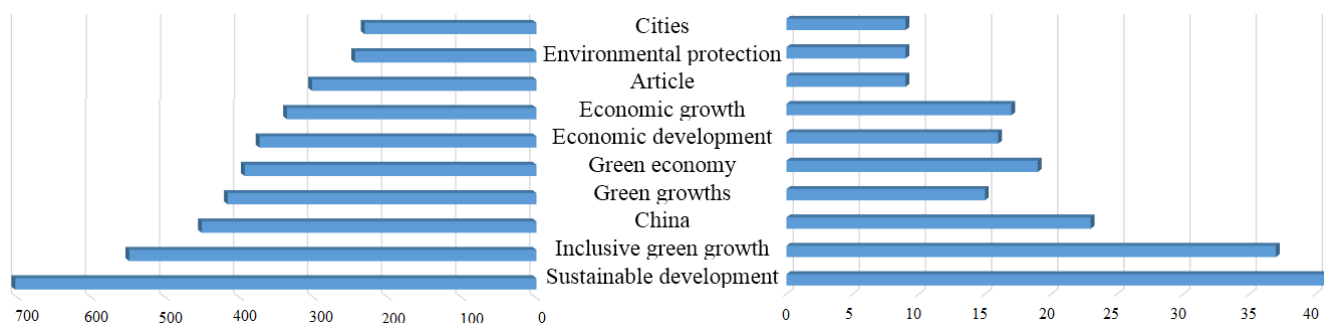 Cities
Environmental protection
Article
Economic growth
Economic development
Green economy
Green growths
China
Inclusive green growth
Sustainable development
700 600 500 400 300 200 100 0
0 5 10 15 20 25 30 35 40